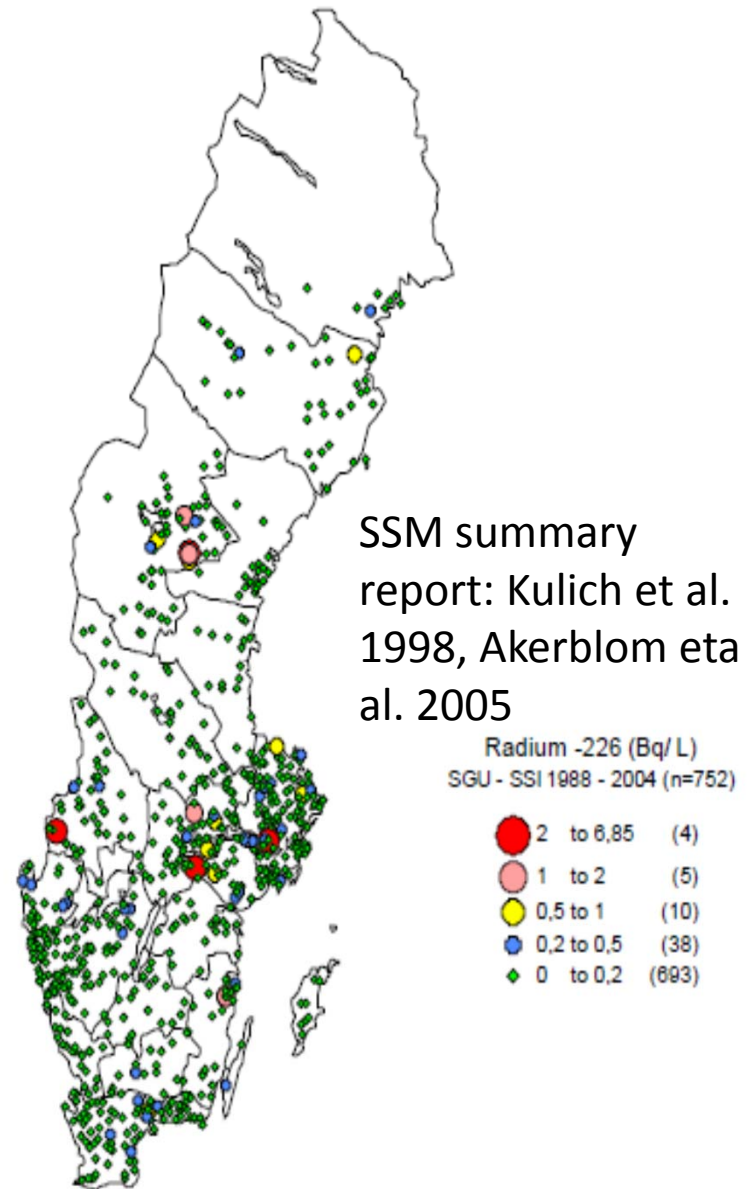 SSM summary
report: Kulich et al.
1998, Akerblom eta
al. 2005
Radium -226 (Bq/ L)
SGU - SSI 1988 - 2004 (n=752)
2 to 6,85 (4)
1 to 2 (5)
0,5 to 1 (10)
0,2 to 0,5 (38)
0 to 0,2 (693)